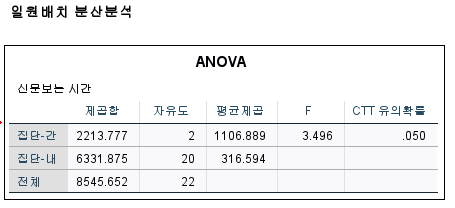 일원배치 분산분석
ANOVA
신문보는 시간
제곱합 자유도 평균제곱 F CTT 유의확률
집단-간 2213.777 2 1106.889 3.496 .050
집단-내 6331.875 20 316.594
전체 8545.652 22